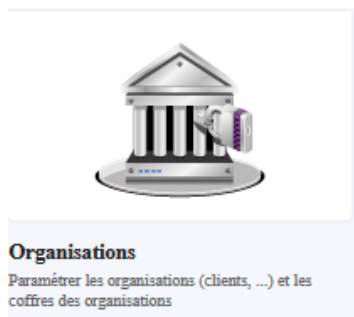 Organisations
Paramétrer les organisations (clients, ...) et les
coffres des organisations